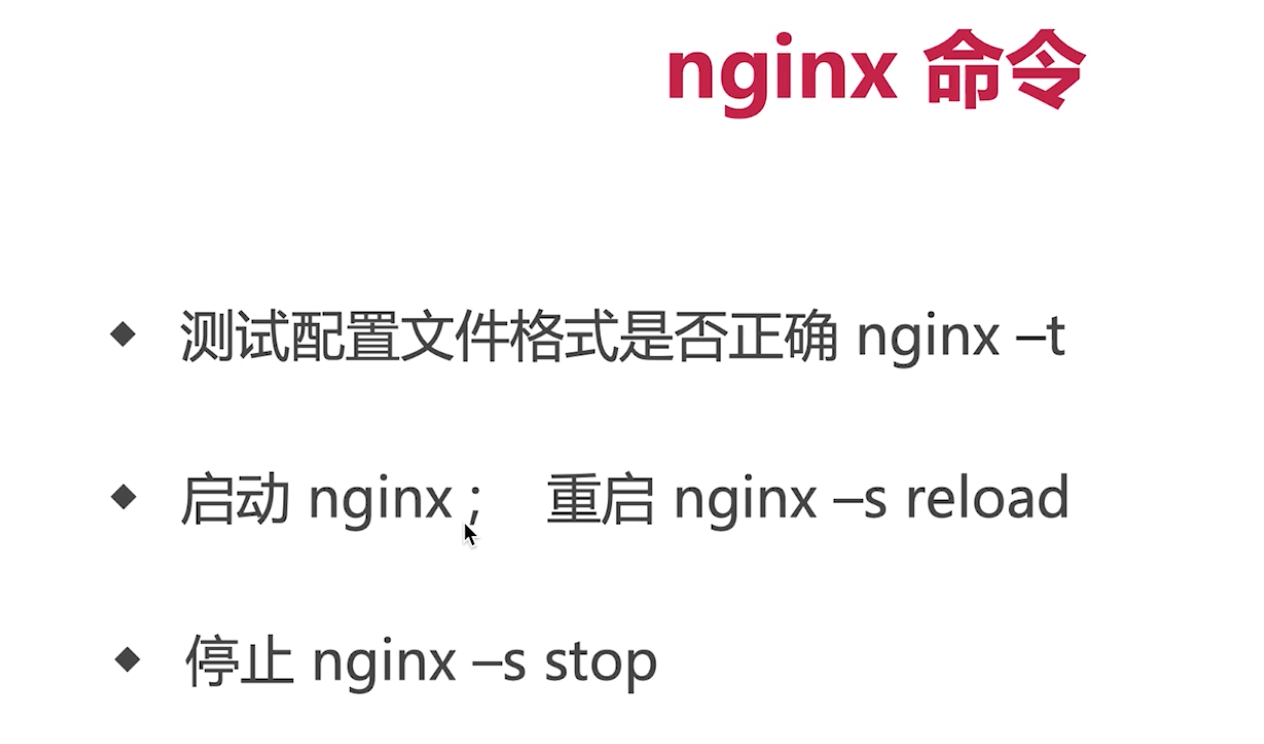 nginx 命令
◆ 测试配置文件格式是否正确 nginx –t
◆ 启动 nginx ; 重启 nginx –s reload
◆ 停止 nginx –s stop